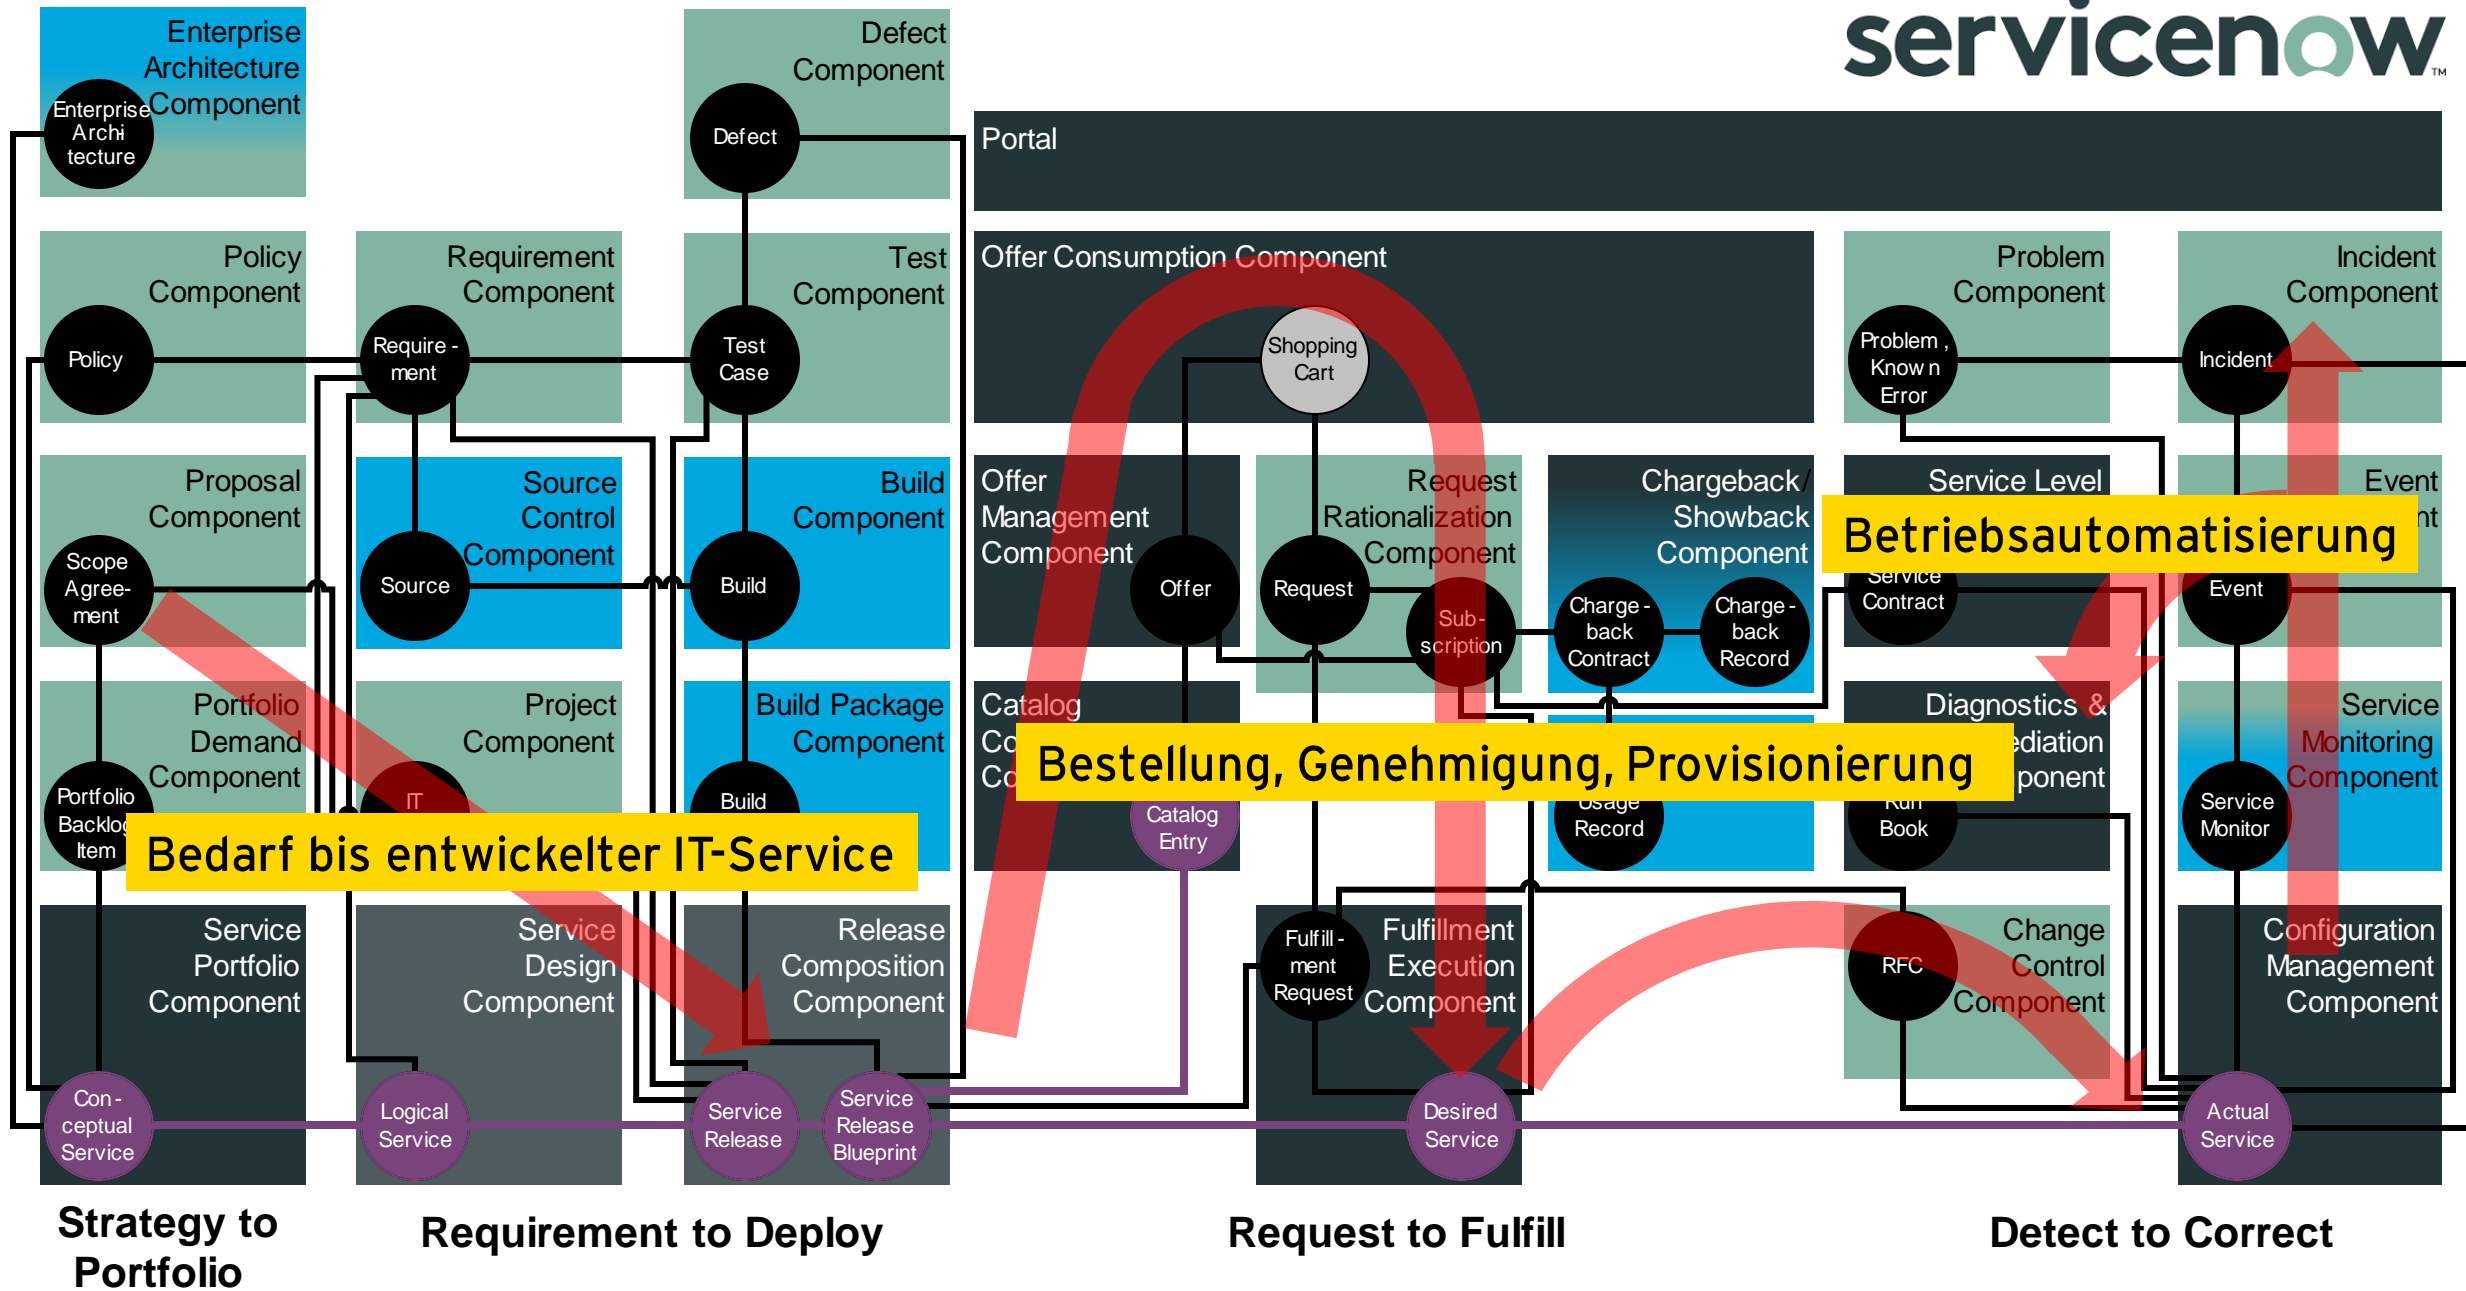 servicenow™
Enterprise
Architecture
Component
Enterprise
Archi-
tecture
Defect
Component
Defect
Portal
Policy
Component
Policy
Requirement
Component
Require-
ment
Test
Component
Test
Case
Offer Consumption Component
Shopping
Cart
Problem
Component
Problem,
Known
Error
Incident
Component
Incident
Proposal
Component
Scope
Agree-
ment
Source
Control
Component
Source
Build
Component
Build
Offer
Management
Component
Offer
Request
Rationalization
Component
Request
Sub-
scription
Chargeback/
Showback
Component
Charge-
back
Contract
Charge-
back
Record
Service Level
Service
Contract
Event
nt
Event
Betriebsautomatisierung
Portfolio
Demand
Component
Portfolio
Backlog
Item
Project
Component
IT
Build Package
Component
Build
Bedarf bis entwickelter IT-Service
Catalog
Co
Co
Catalog
Entry
Bestellung, Genehmigung, Provisionierung
Usage
Record
Diagnostics &
ediation
ponent
Run
Book
Service
Monitoring
Component
Service
Monitor
Service
Portfolio
Component
Con-
ceptual
Service
Service
Design
Component
Logical
Service
Release
Composition
Component
Service
Release
Service
Release
Blueprint
Fulfillment
Execution
Component
Fulfill-
ment
Request
Desired
Service
Change
Control
Component
RFC
Configuration
Management
Component
Actual
Service
Strategy to
Portfolio
Requirement to Deploy
Request to Fulfill
Detect to Correct